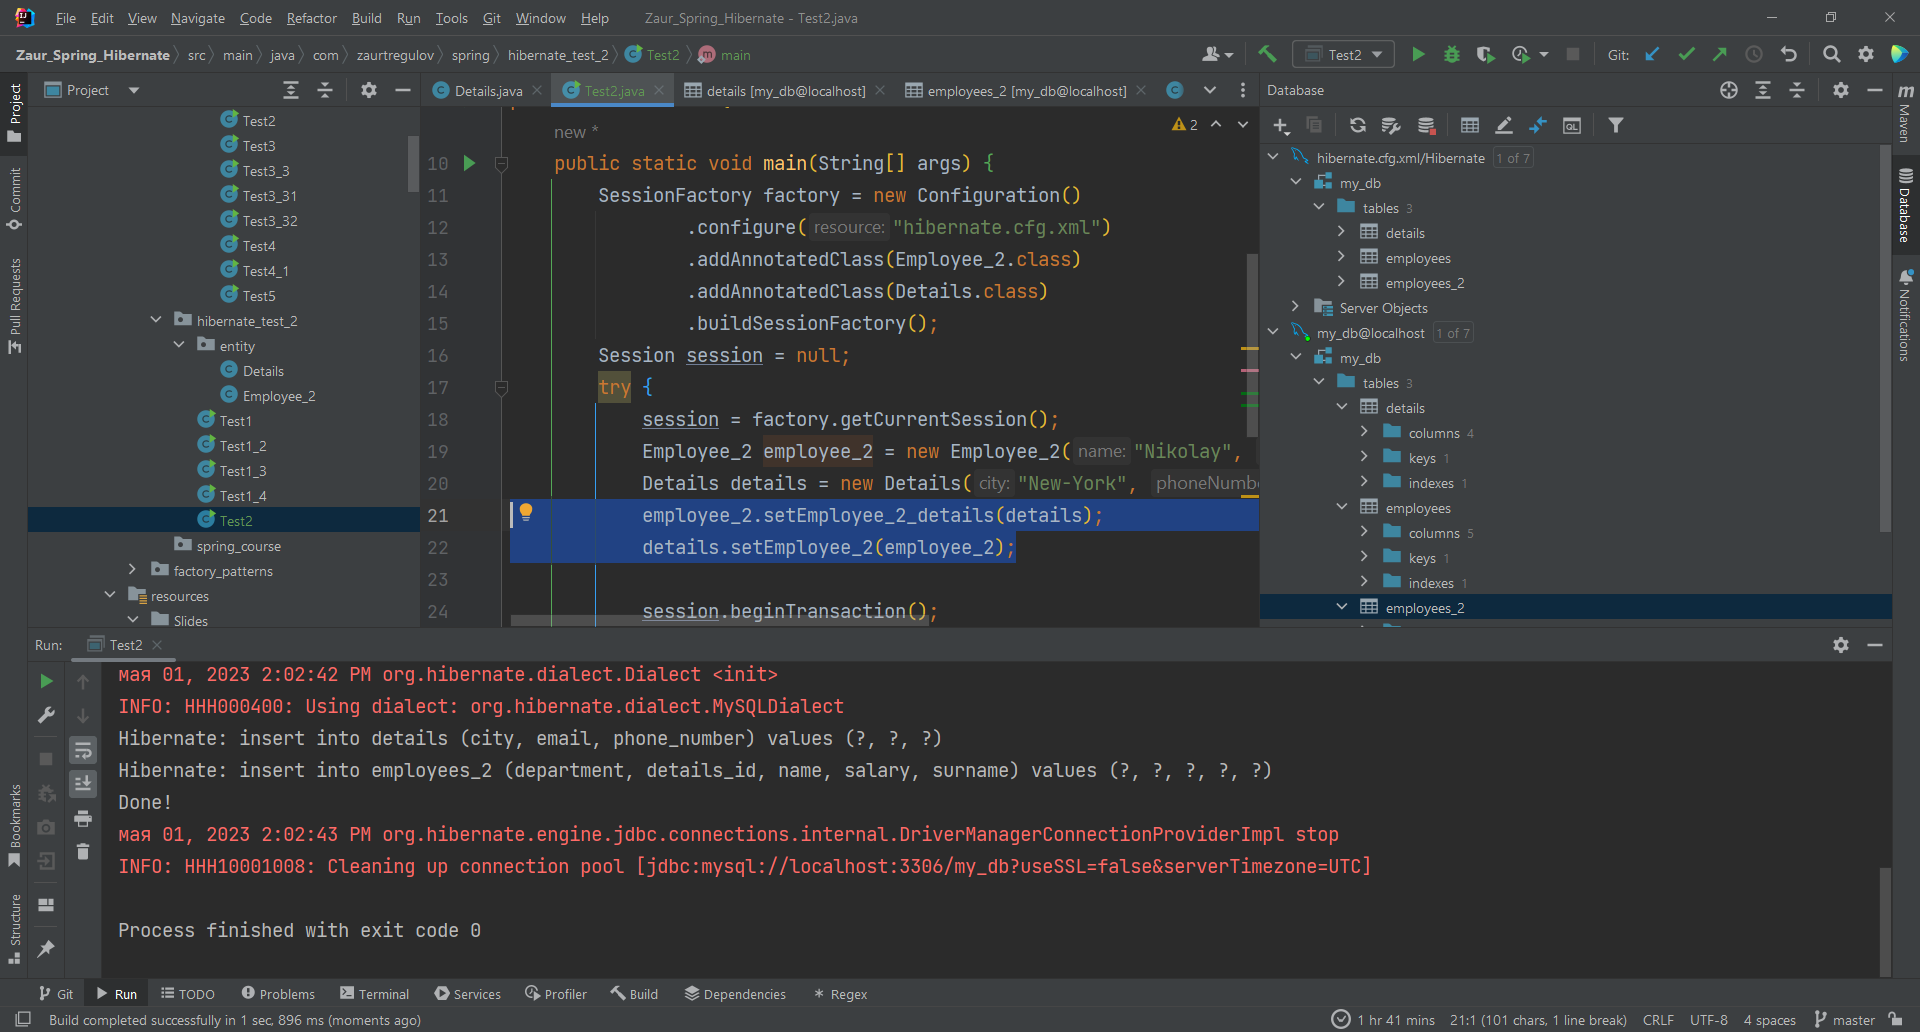 File Edit View Navigate Code Refactor Build Run Tools Git Window Help Zaur_Spring_Hibernate - Test2.java
Zaur_Spring_Hibernate src main java com zaurtregulov spring hibernate_test_2 Test2 main Test2 Git:
Project
Commit
Pull Requests
Bookmarks
Structure
Project
Test2
Test3
Test3_3
Test3_31
Test3_32
Test4
Test4_1
Test5
hibernate_test_2
entity
Details
Employee_2
Test1
Test1_2
Test1_3
Test1_4
Test2
spring_course
factory_patterns
resources
Slides
Details.java Test2.java details [my_db@localhost] employees_2 [my_db@localhost]
new *
2
10 public static void main(String[] args) {
11 SessionFactory factory = new Configuration()
12 .configure( resource: "hibernate.cfg.xml")
13 .addAnnotatedClass(Employee_2.class)
14 .addAnnotatedClass(Details.class)
15 .buildSessionFactory();
16 Session session = null;
17 try {
18 session = factory.getCurrentSession();
19 Employee_2 employee_2 = new Employee_2( name: "Nikolay",
20 Details details = new Details( city: "New-York", phoneNumbe
21 employee_2.setEmployee_2_details(details);
22 details.setEmployee_2(employee_2);
23
24 session.beginTransaction();
Database
hibernate.cfg.xml/Hibernate 1 of 7
my_db
tables 3
details
employees
employees_2
Server Objects
my_db@localhost 1 of 7
my_db
tables 3
details
columns 4
keys 1
indexes 1
employees
columns 5
keys 1
indexes 1
employees_2
Maven
Database
Notifications
Run: Test2
мая 01, 2023 2:02:42 PM org.hibernate.dialect.Dialect <init>
INFO: HHH000400: Using dialect: org.hibernate.dialect.MySQLDialect
Hibernate: insert into details (city, email, phone_number) values (?, ?, ?)
Hibernate: insert into employees_2 (department, details_id, name, salary, surname) values (?, ?, ?, ?, ?)
Done!
мая 01, 2023 2:02:43 PM org.hibernate.engine.jdbc.connections.internal.DriverManagerConnectionProviderImpl stop
INFO: HHH10001008: Cleaning up connection pool [jdbc:mysql://localhost:3306/my_db?useSSL=false&serverTimezone=UTC]
Process finished with exit code 0
Git Run TODO Problems Terminal Services Profiler Build Dependencies Regex
Build completed successfully in 1 sec, 896 ms (moments ago) 1 hr 41 mins 21:1 (101 chars, 1 line break) CRLF UTF-8 4 spaces master